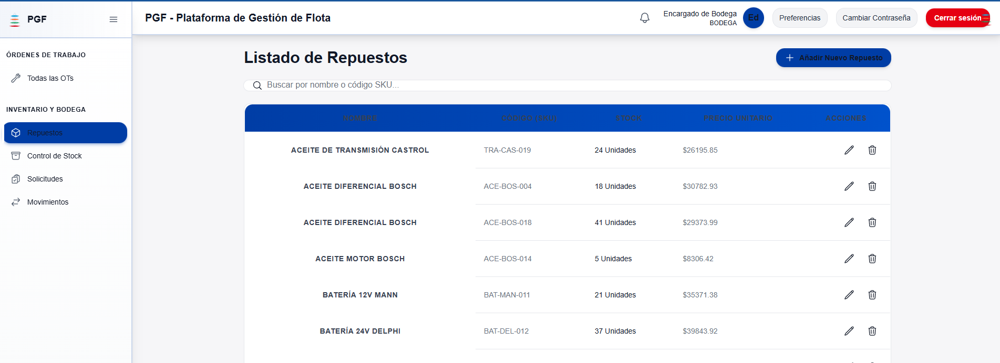 PGF
PGF - Plataforma de Gestión de Flota
Encargado de Bodega
BODEGA
Ed
Preferencias
Cambiar Contraseña
Cerrar sesión
ÓRDENES DE TRABAJO
Todas las OTs
INVENTARIO Y BODEGA
Repuestos
Control de Stock
Solicitudes
Movimientos
Listado de Repuestos
Añadir Nuevo Repuesto
Buscar por nombre o código SKU...
NOMBRE CÓDIGO (SKU) STOCK PRECIO UNITARIO ACCIONES
ACEITE DE TRANSMISIÓN CASTROL TRA-CAS-019 24 Unidades $26195.85
ACEITE DIFERENCIAL BOSCH ACE-BOS-004 18 Unidades $30782.93
ACEITE DIFERENCIAL BOSCH ACE-BOS-018 41 Unidades $29373.99
ACEITE MOTOR BOSCH ACE-BOS-014 5 Unidades $8306.42
BATERÍA 12V MANN BAT-MAN-011 21 Unidades $35371.38
BATERÍA 24V DELPHI BAT-DEL-012 37 Unidades $39843.92